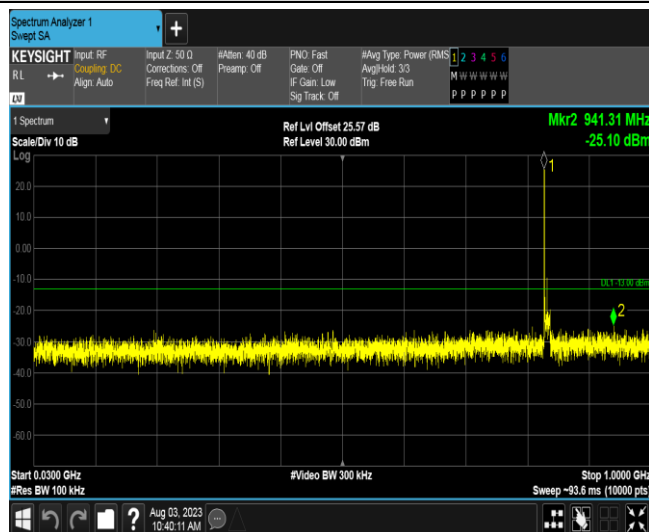 Spectrum Analyzer 1
Swept SA
KEYSIGHT
RL
LXI
Input: RF
Coupling: DC
Align: Auto
Input Z: 50 Ω
Corrections: Off
Freq Ref: Int (S)
#Atten: 40 dB
Preamp: Off
PNO: Fast
Gate: Off
IF Gain: Low
Sig Track: Off
#Avg Type: Power (RMS
Avg|Hold: 3/3
Trig: Free Run
1 2 3 4 5 6
M W W W W W
P P P P P P
1 Spectrum
Scale/Div 10 dB
Ref Lvl Offset 25.57 dB
Ref Level 30.00 dBm
Mkr2 941.31 MHz
-25.10 dBm
Log
1
20.0
10.0
0.00
-10.0
DL1 -13.00 dBm
-20.0
2
-30.0
-40.0
-50.0
-60.0
Start 0.0300 GHz
#Video BW 300 kHz
Stop 1.0000 GHz
#Res BW 100 kHz
Sweep ~93.6 ms (10000 pts)
?
Aug 03, 2023
10:40:11 AM